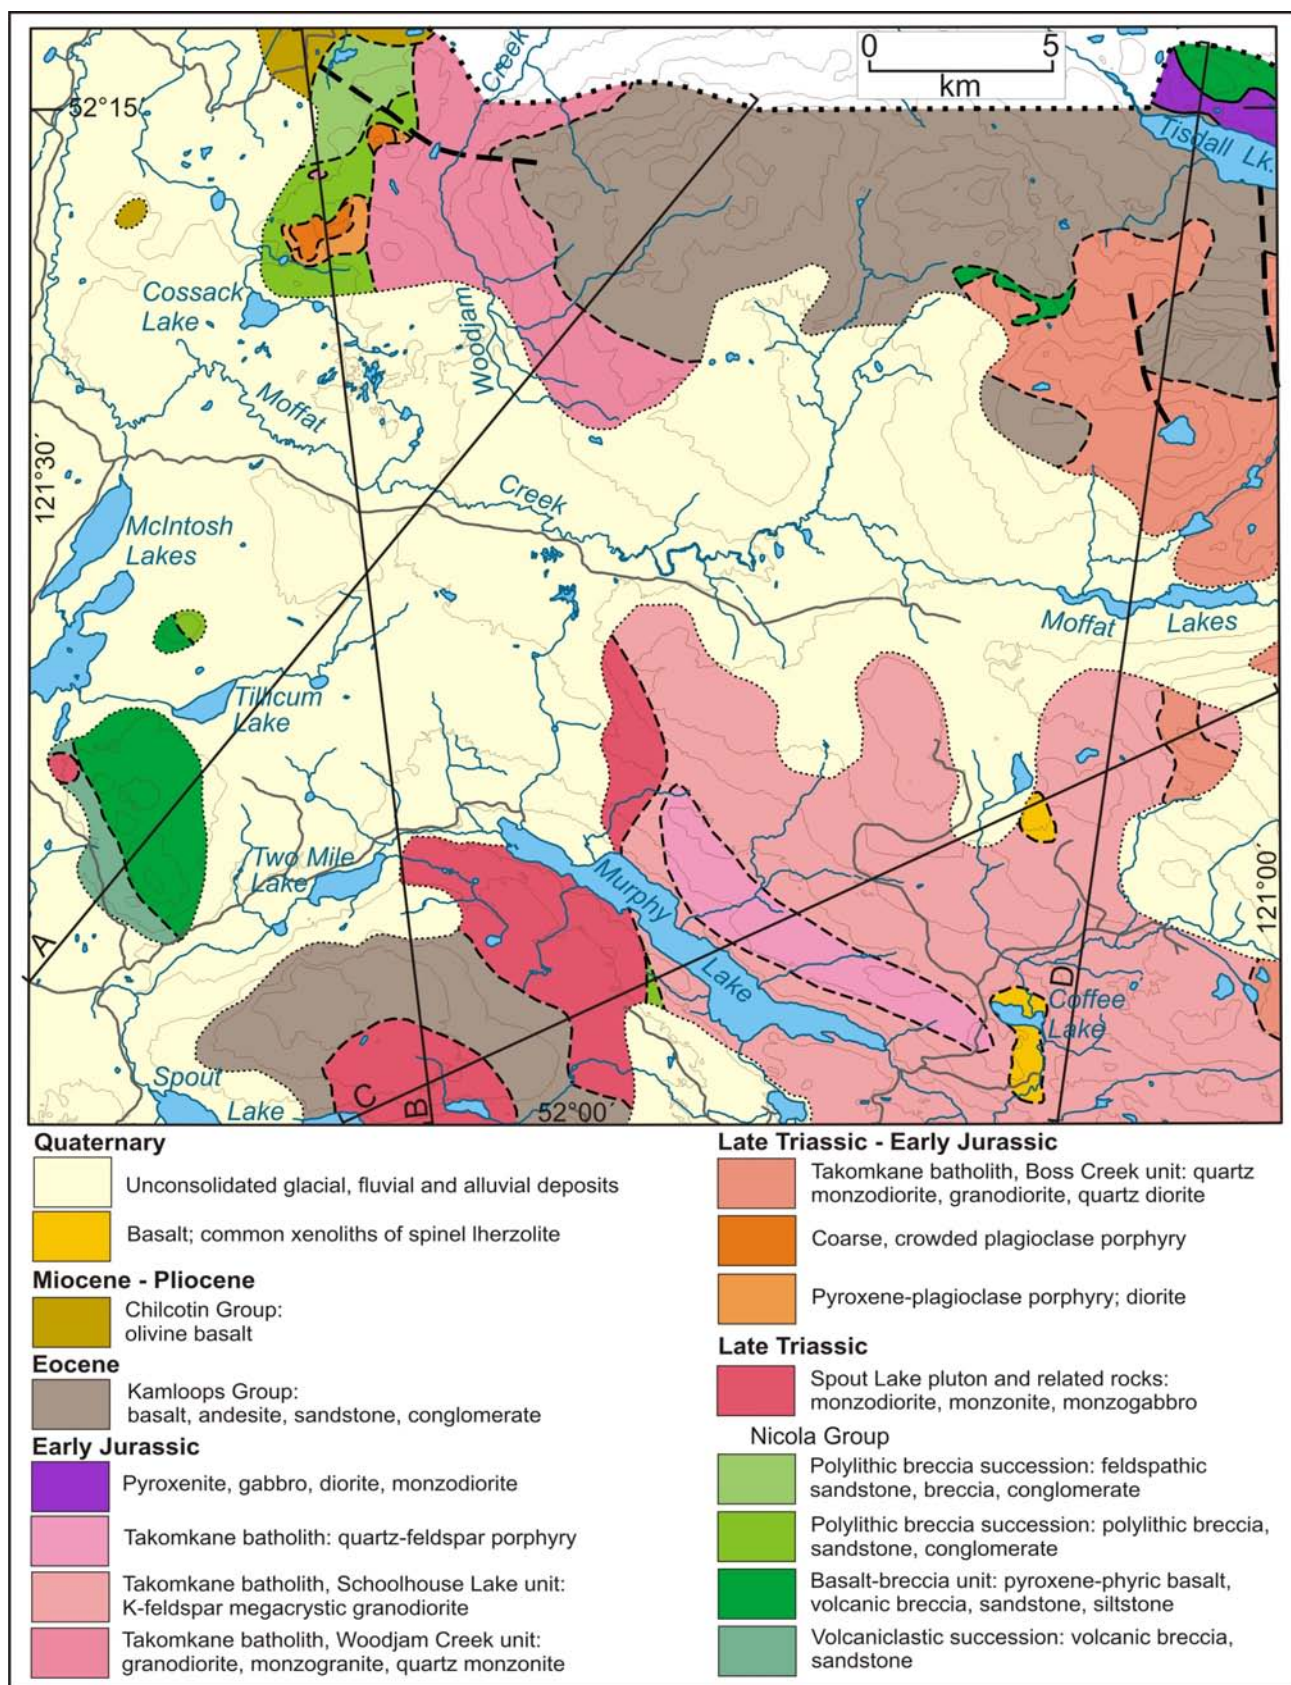 0 5
km
Creek
52°15´
Tisdall Lk.
Cossack
Lake
Woodjam
Moffat
121°30´
Creek
McIntosh
Lakes
Moffat Lakes
Tillicum
Lake
Two Mile
Lake
Murphy
Lake
121°00´
A
D
Coffee
Lake
Spout
Lake
C
B
52°00´
Quaternary
Unconsolidated glacial, fluvial and alluvial deposits
Basalt; common xenoliths of spinel lherzolite
Miocene - Pliocene
Chilcotin Group:
olivine basalt
Eocene
Kamloops Group:
basalt, andesite, sandstone, conglomerate
Early Jurassic
Pyroxenite, gabbro, diorite, monzodiorite
Takomkane batholith: quartz-feldspar porphyry
Takomkane batholith, Schoolhouse Lake unit:
K-feldspar megacrystic granodiorite
Takomkane batholith, Woodjam Creek unit:
granodiorite, monzogranite, quartz monzonite
Late Triassic - Early Jurassic
Takomkane batholith, Boss Creek unit: quartz
monzodiorite, granodiorite, quartz diorite
Coarse, crowded plagioclase porphyry
Pyroxene-plagioclase porphyry; diorite
Late Triassic
Spout Lake pluton and related rocks:
monzodiorite, monzonite, monzogabbro
Nicola Group
Polylithic breccia succession: feldspathic
sandstone, breccia, conglomerate
Polylithic breccia succession: polylithic breccia,
sandstone, conglomerate
Basalt-breccia unit: pyroxene-phyric basalt,
volcanic breccia, sandstone, siltstone
Volcaniclastic succession: volcanic breccia,
sandstone